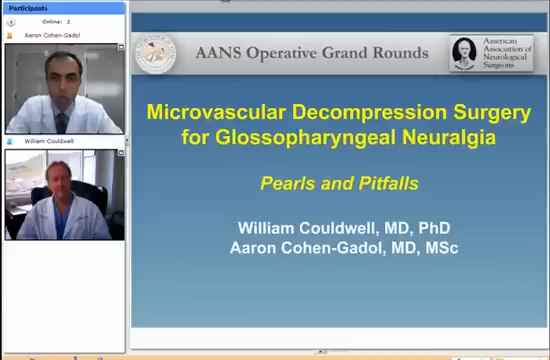 Participants
Online: 2
Aaron Cohen-Gadol
William Couldwell
AANS Operative Grand Rounds
American
Association of
Neurological
Surgeons
Microvascular Decompression Surgery
for Glossopharyngeal Neuralgia
Pearls and Pitfalls
William Couldwell, MD, PhD
Aaron Cohen-Gadol, MD, MSc